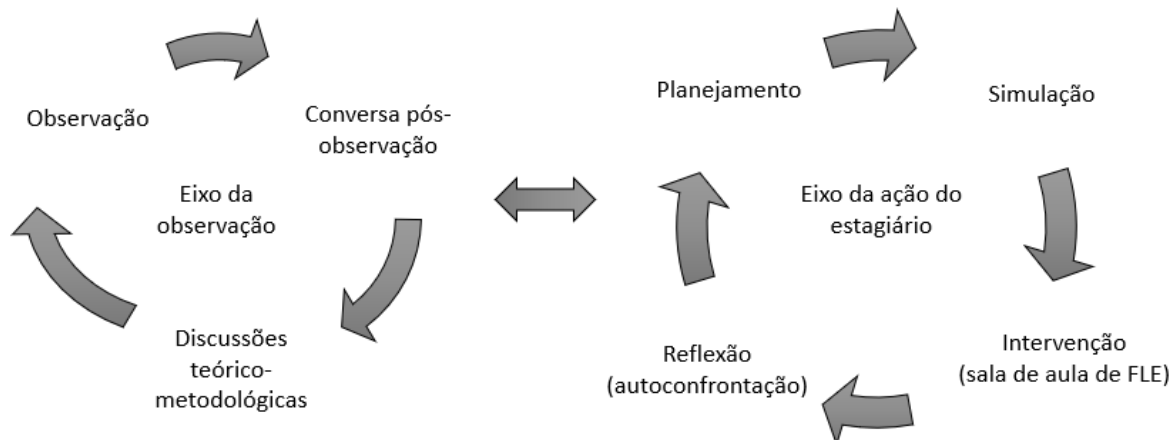 Observação
Conversa pós-
observação
Eixo da
observação
Discussões
teórico-
metodológicas
Planejamento
Simulação
Eixo da ação do
estagiário
Intervenção
(sala de aula de FLE)
Reflexão
(autoconfrontação)